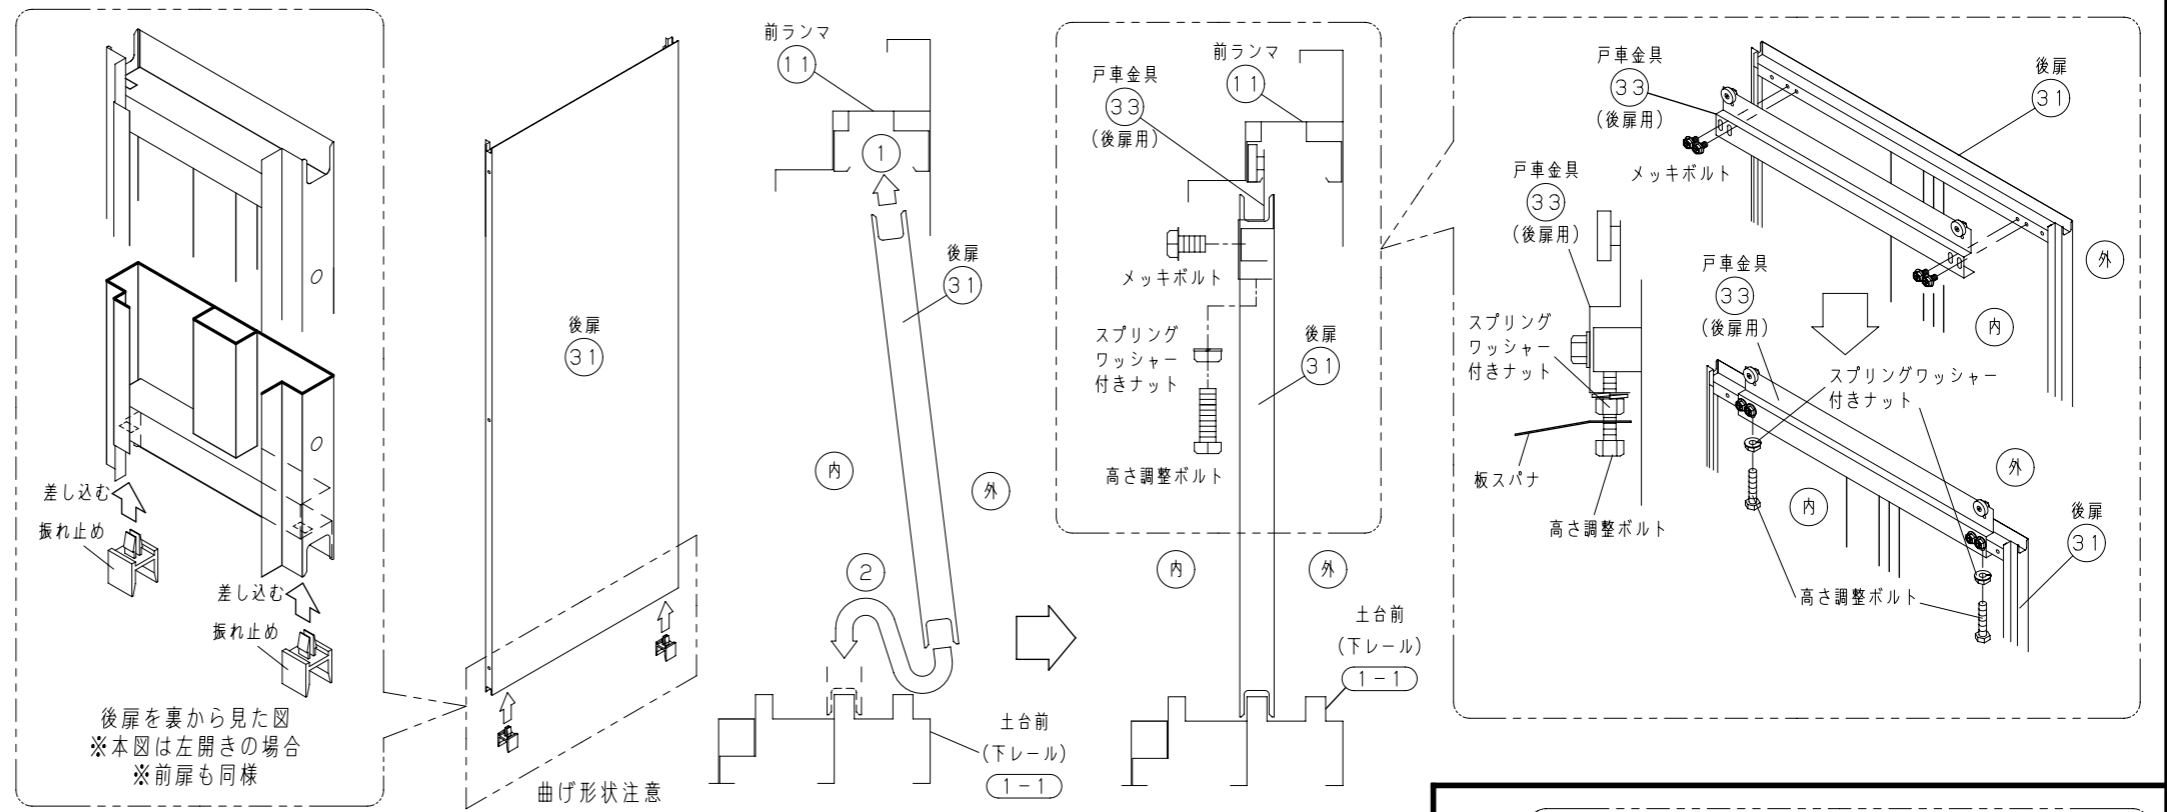 差し込む
振れ止め
差し込む
振れ止め
後扉を裏から見た図
※本図は左開きの場合
※前扉も同様
後扉
31
曲げ形状注意
前ランマ
11
1
後扉
31
内
外
2
土台前
(下レール)
1-1
前ランマ
11
戸車金具
33
(後扉用)
メッキボルト
スプリング
ワッシャー
付きナット
後扉
31
高さ調整ボルト
内
外
土台前
(下レール)
1-1
戸車金具
33
(後扉用)
後扉
31
メッキボルト
外
内
戸車金具
33
(後扉用)
スプリング
ワッシャー
付きナット
板スパナ
高さ調整ボルト
戸車金具
33
(後扉用)
スプリングワッシャー
付きナット
外
内
後扉
31
高さ調整ボルト